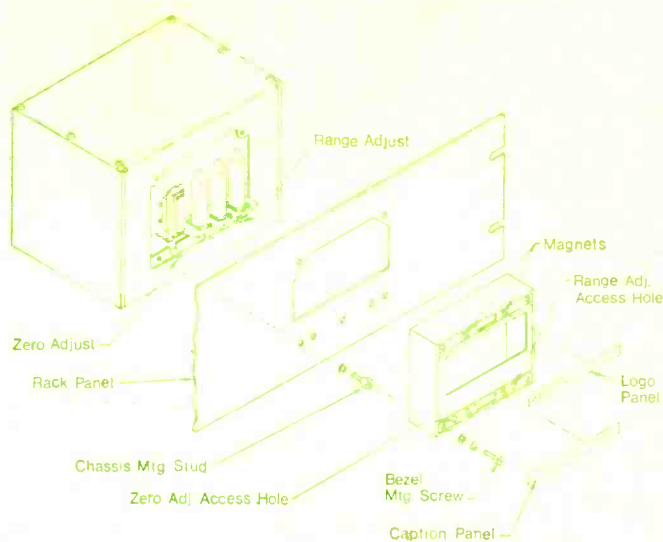 Range Adjust
Magnets
Range Adj.
Access Hole
Zero Adjust
Rack Panel
Logo
Panel
Chassis Mtg Stud
Zero Adj Access Hole
Bezel
Mtg Screw
Caption Panel